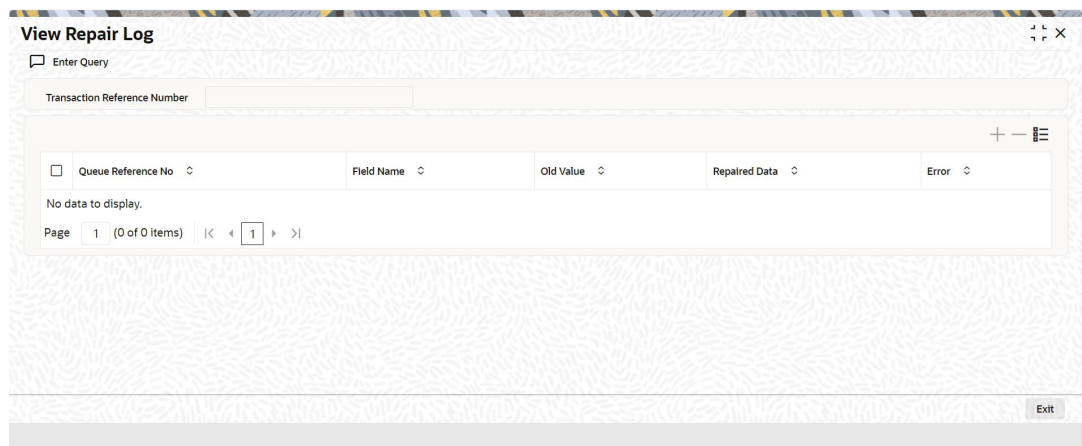 View Repair Log
Enter Query
Transaction Reference Number
Queue Reference No Field Name Old Value Repaired Data Error
No data to display.
Page 1 (0 of 0 items) 1
Exit